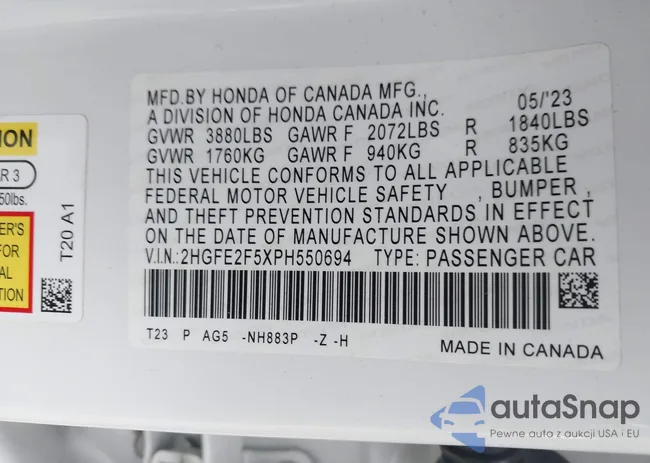 MFD.BY HONDA OF CANADA MFG., 05/'23
A DIVISION OF HONDA CANADA INC.
GVWR 3880LBS GAWR F 2072LBS R 1840LBS
GVWR 1760KG GAWR F 940KG R 835KG
THIS VEHICLE CONFORMS TO ALL APPLICABLE
FEDERAL MOTOR VEHICLE SAFETY , BUMPER ,
AND THEFT PREVENTION STANDARDS IN EFFECT
ON THE DATE OF MANUFACTURE SHOWN ABOVE.
V.I.N.:2HGFE2F5XPH550694 TYPE: PASSENGER CAR
T23 P AG5 -NH883P -Z -H
MADE IN CANADA
T20 A1
autoSnap
Pewne auta z aukcji USA i EU